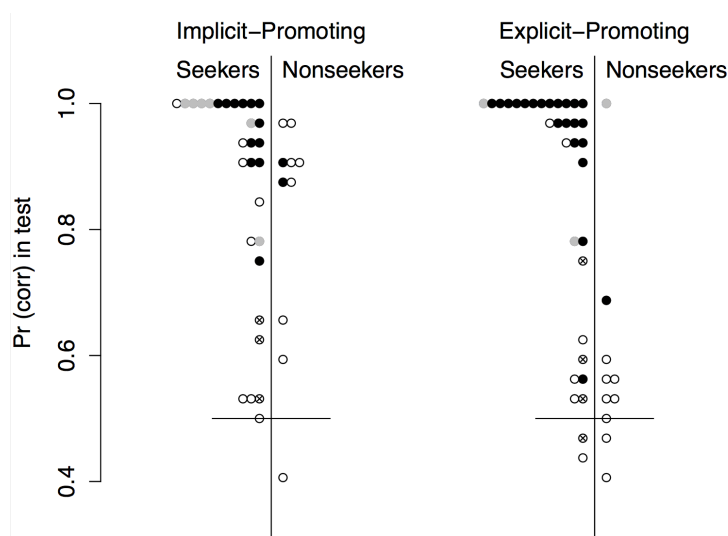 Implicit−Promoting
Explicit−Promoting
Seekers
Nonseekers
Seekers
Nonseekers
Pr (corr) in test
1.0
0.8
0.6
0.4